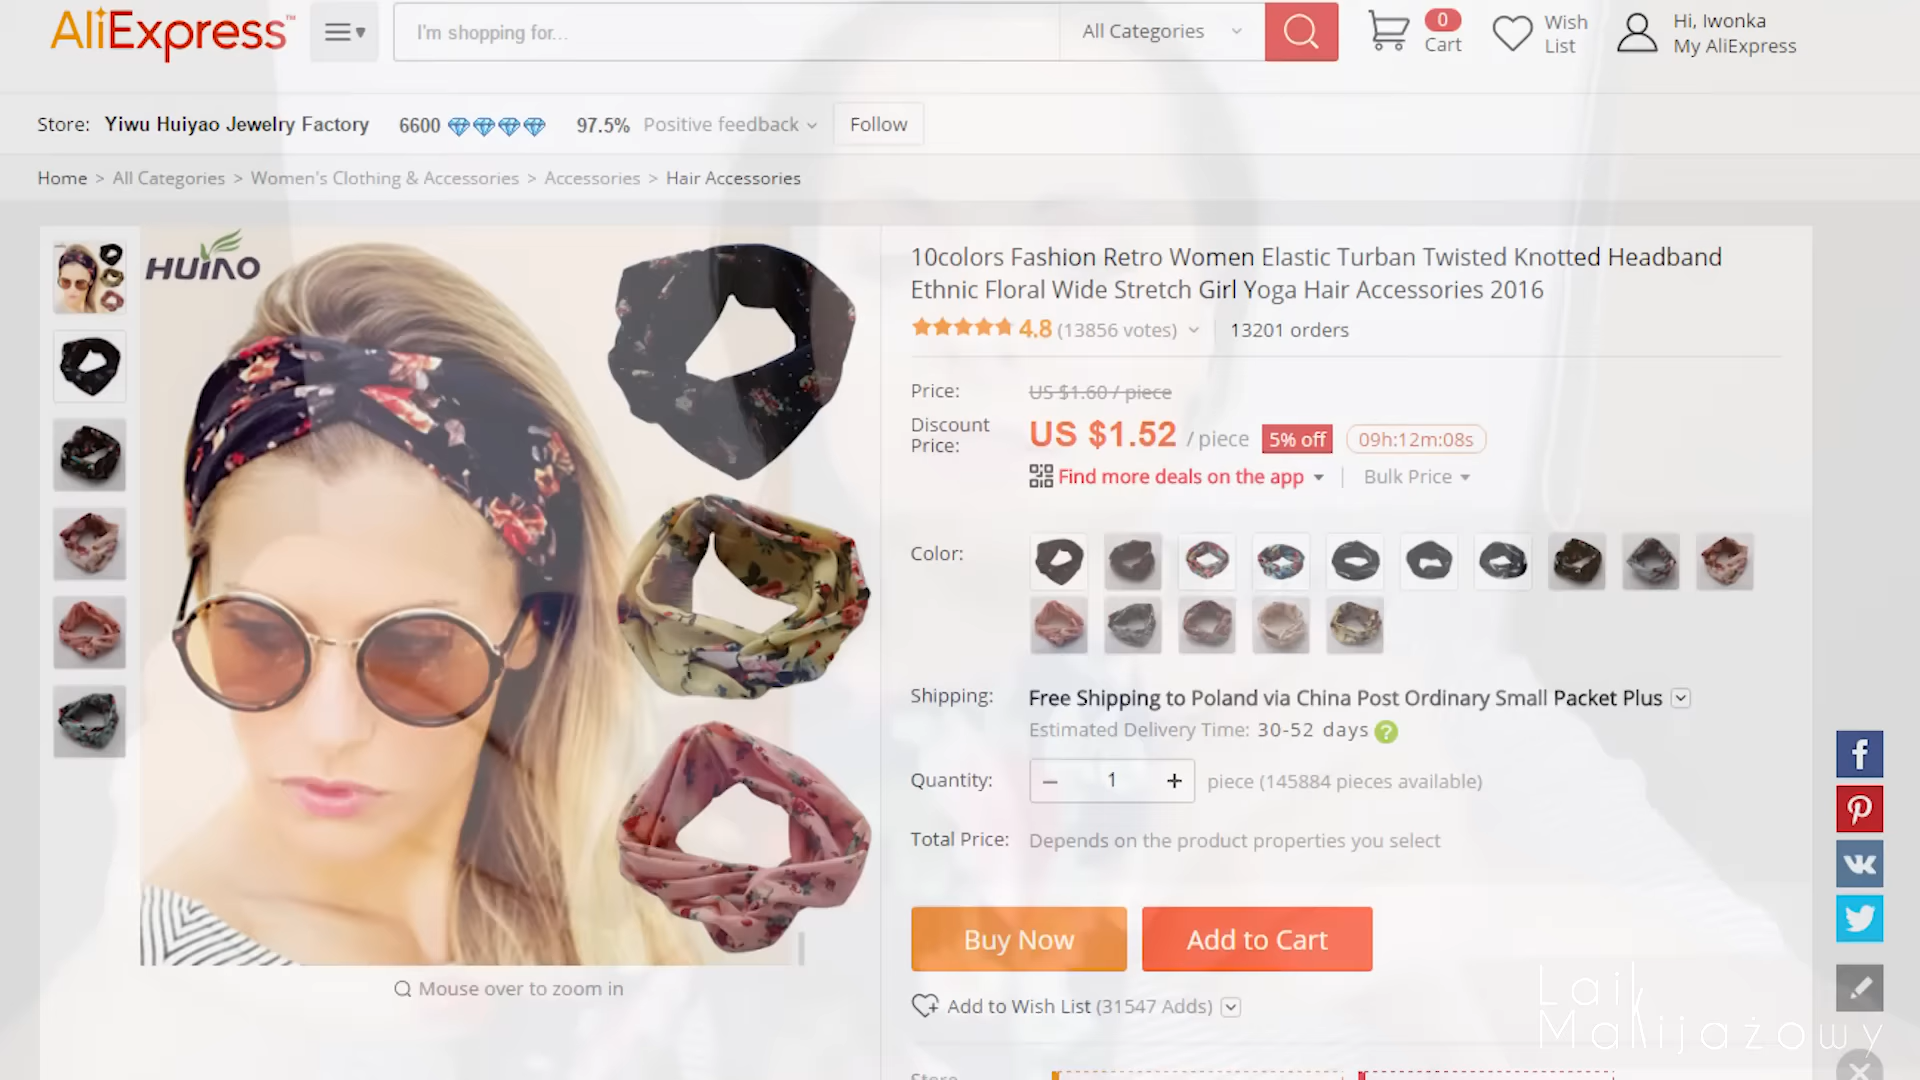 AliExpress™
I'm shopping for...
All Categories
0
Cart
Wish
List
Hi, Iwonka
My AliExpress
Store: Yiwu Huiyao Jewelry Factory 6600 97.5% Positive feedback Follow
Home > All Categories > Women's Clothing & Accessories > Accessories > Hair Accessories
HUIAO
10colors Fashion Retro Women Elastic Turban Twisted Knotted Headband
Ethnic Floral Wide Stretch Girl Yoga Hair Accessories 2016
4.8 (13856 votes) 13201 orders
Price: US $1.60 / piece
Discount
Price:
US $1.52 / piece 5% off 09h:12m:08s
Find more deals on the app Bulk Price
Color:
Shipping: Free Shipping to Poland via China Post Ordinary Small Packet Plus
Estimated Delivery Time: 30-52 days ?
Quantity: − 1 + piece (145884 pieces available)
Total Price: Depends on the product properties you select
Buy Now Add to Cart
Mouse over to zoom in
Add to Wish List (31547 Adds)
Laik
Makijażowy
Store